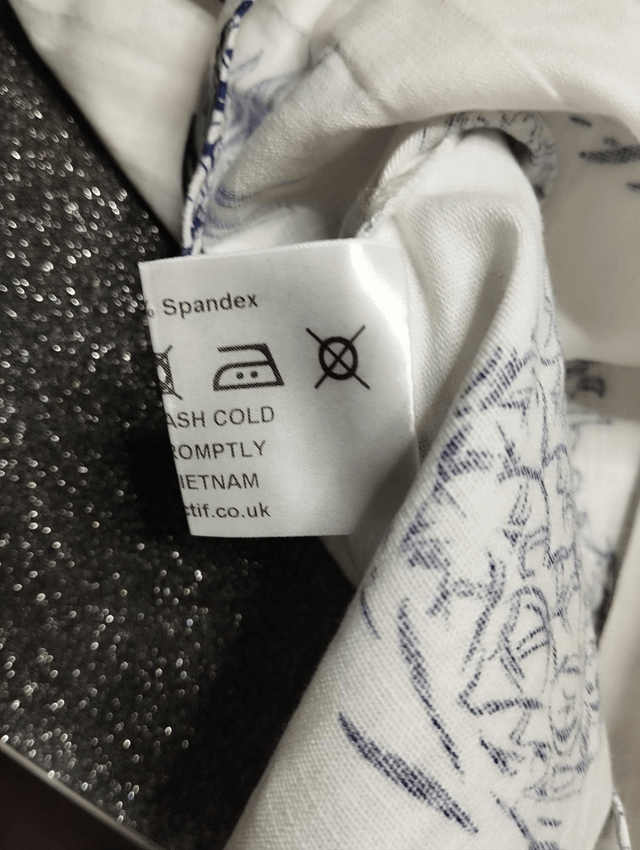 % Spandex
ASH COLD
ROMPTLY
IETNAM
ctif.co.uk